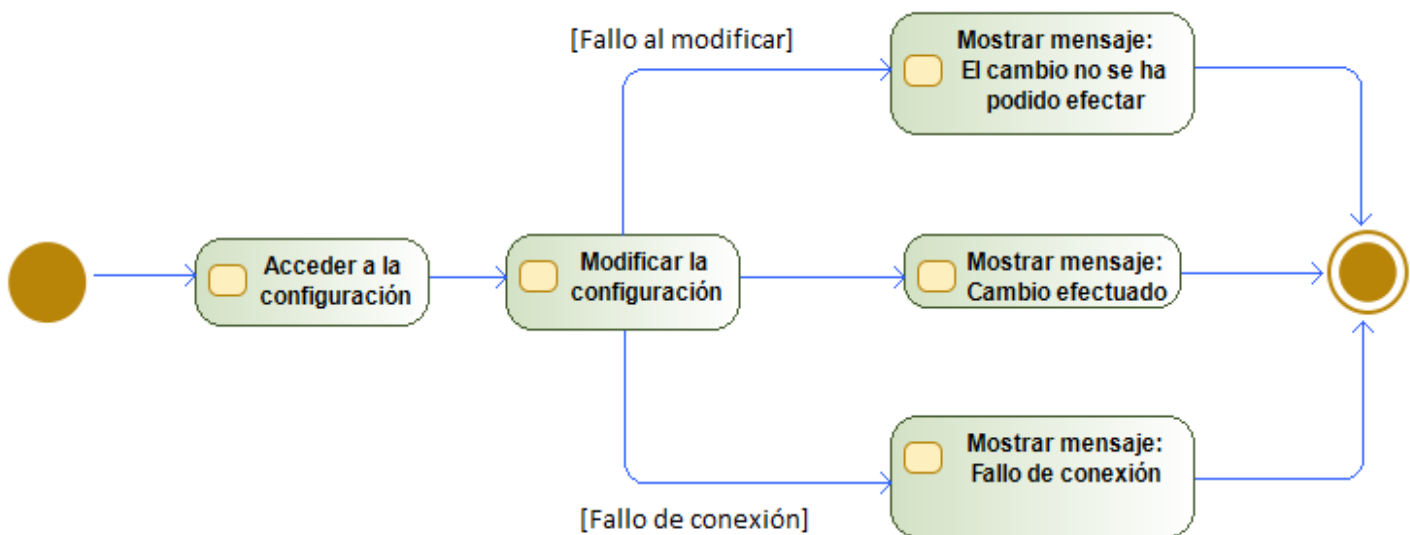 [Fallo al modificar]
Mostrar mensaje:
El cambio no se ha
podido efectar
Acceder a la
configuración
Modificar la
configuración
Mostrar mensaje:
Cambio efectuado
Mostrar mensaje:
Fallo de conexión
[Fallo de conexión]